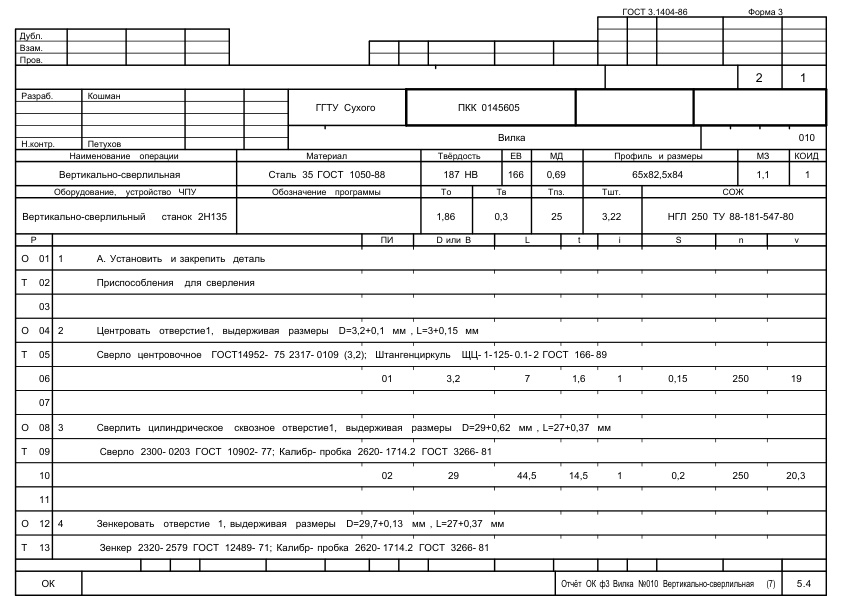 ГОСТ 3.1404-86 Форма 3
Дубл.
Взам.
Пров.
2 1
Разраб. Кошман
ГГТУ Сухого ПКК 0145605
Н.контр. Петухов
Вилка 010
Наименование операции Материал Твёрдость ЕВ МД Профиль и размеры МЗ КОИД
Вертикально-сверлильная Сталь 35 ГОСТ 1050-88 187 НВ 166 0,69 65х82,5х84 1,1 1
Оборудование, устройство ЧПУ Обозначение программы То Тв Тпз. Тшт. СОЖ
Вертикально-сверлильный станок 2Н135 1,86 0,3 25 3,22 НГЛ 250 ТУ 88-181-547-80
Р ПИ D или В L t i S n v
О 01 1 А. Установить и закрепить деталь
Т 02 Приспособления для сверления
03
О 04 2 Центровать отверстие1, выдерживая размеры D=3,2+0,1 мм , L=3+0,15 мм
Т 05 Сверло центровочное ГОСТ14952- 75 2317- 0109 (3,2); Штангенциркуль ЩЦ- 1-125- 0.1- 2 ГОСТ 166- 89
06 01 3,2 7 1,6 1 0,15 250 19
07
О 08 3 Сверлить цилиндрическое сквозное отверстие1, выдерживая размеры D=29+0,62 мм , L=27+0,37 мм
Т 09 Сверло 2300- 0203 ГОСТ 10902- 77; Калибр- пробка 2620- 1714.2 ГОСТ 3266- 81
10 02 29 44,5 14,5 1 0,2 250 20,3
11
О 12 4 Зенкеровать отверстие 1, выдерживая размеры D=29,7+0,13 мм , L=27+0,37 мм
Т 13 Зенкер 2320- 2579 ГОСТ 12489- 71; Калибр- пробка 2620- 1714.2 ГОСТ 3266- 81
ОК Отчёт ОК ф3 Вилка №010 Вертикально-сверлильная (7) 5.4